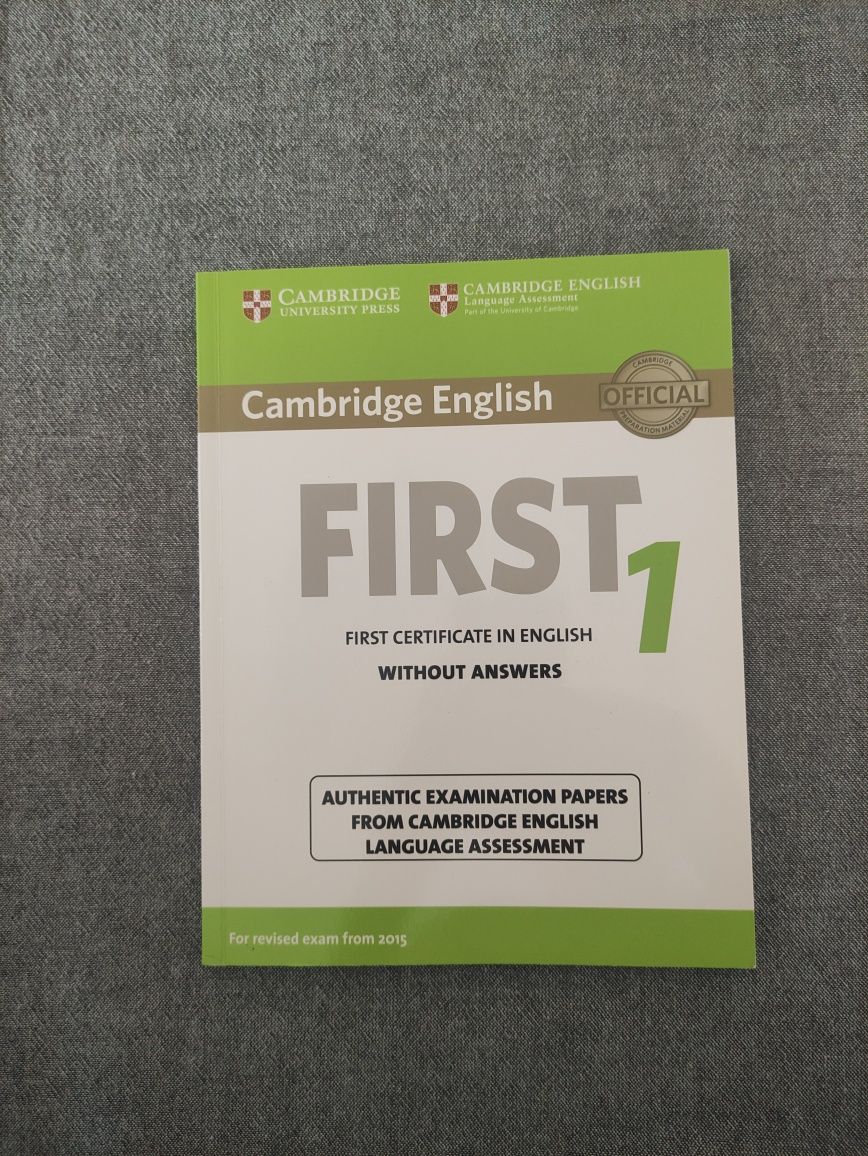 CAMBRIDGE
UNIVERSITY PRESS
CAMBRIDGE ENGLISH
Language Assessment
Part of the University of Cambridge
Cambridge English
CAMBRIDGE
OFFICIAL
PREPARATION MATERIAL
FIRST 1
FIRST CERTIFICATE IN ENGLISH
WITHOUT ANSWERS
AUTHENTIC EXAMINATION PAPERS
FROM CAMBRIDGE ENGLISH
LANGUAGE ASSESSMENT
For revised exam from 2015